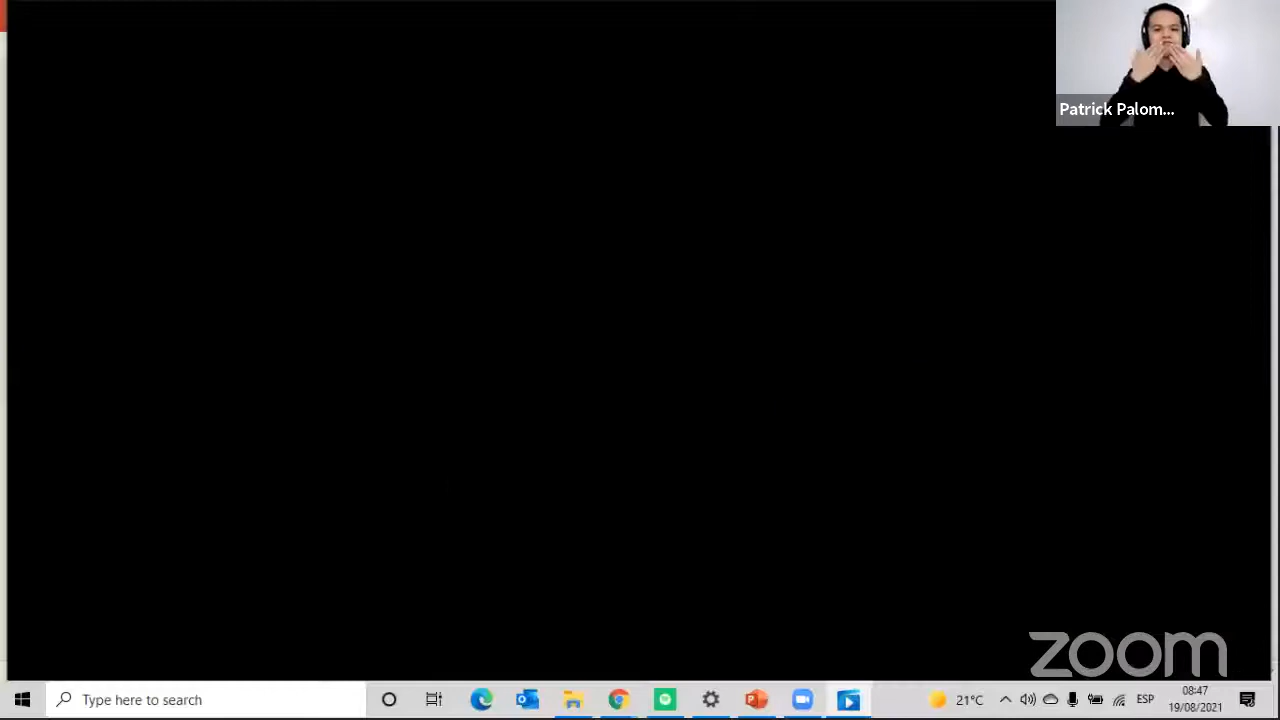 Patrick Palom...
zoom
Type here to search
21°C
ESP
08:47
19/08/2021